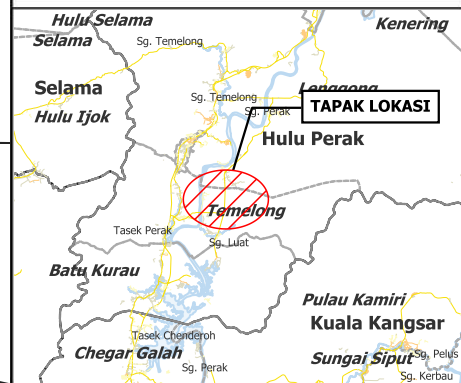 Hulu Selama
Kenering
Selama
Sg. Temelong
Selama
Lenggong
Sg. Temelong
TAPAK LOKASI
Hulu Ijok
Sg. Perak
Hulu Perak
Temelong
Tasek Perak
Sg. Luat
Batu Kurau
Pulau Kamiri
Kuala Kangsar
Tasek Chenderoh
Chegar Galah
Sungai Siput
Sg. Pelus
Sg. Perak
Sg. Kerbau